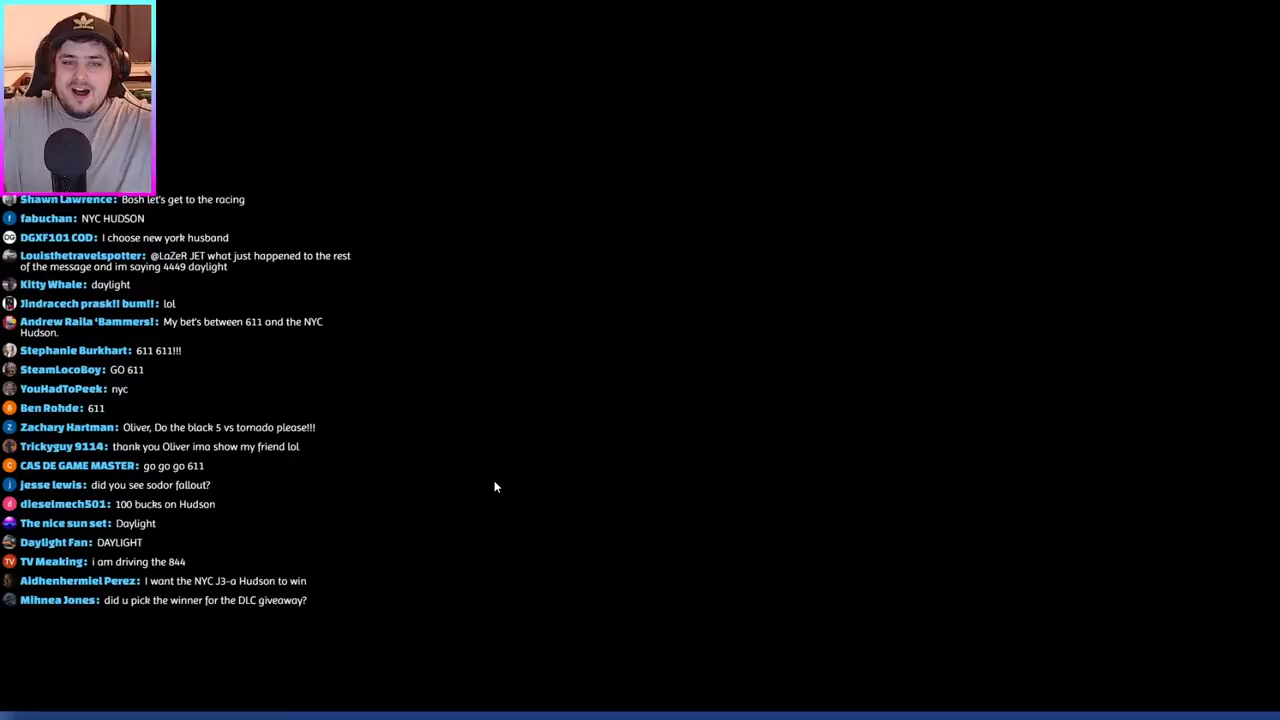 Shawn Lawrence: Bosh let's get to the racing
fabuchan: NYC HUDSON
DGXF101 COD: I choose new york husband
Louisthetravelspotter: @LaZeR JET what just happened to the rest
of the message and im saying 4449 daylight
Kitty Whale: daylight
Jindracech prask!! bum!!: lol
Andrew Raila 'Bammers!: My bet's between 611 and the NYC
Hudson.
Stephanie Burkhart: 611 611!!!
SteamLocoBoy: GO 611
YouHadToPeek: nyc
Ben Rohde: 611
Zachary Hartman: Oliver, Do the black 5 vs tornado please!!!
Trickyguy 9114: thank you Oliver ima show my friend lol
CAS DE GAME MASTER: go go go 611
jesse lewis: did you see sodor fallout?
dieselmech501: 100 bucks on Hudson
The nice sun set: Daylight
Daylight Fan: DAYLIGHT
TV Meaking: i am driving the 844
Aidhenhermiel Perez: I want the NYC J3-a Hudson to win
Mihnea Jones: did u pick the winner for the DLC giveaway?